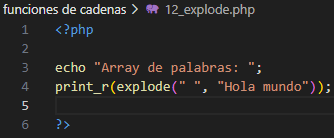 funciones de cadenas > 12_explode.php
1 <?php
2
3 echo "Array de palabras: ";
4 print_r(explode(" ", "Hola mundo"));
5
6 ?>